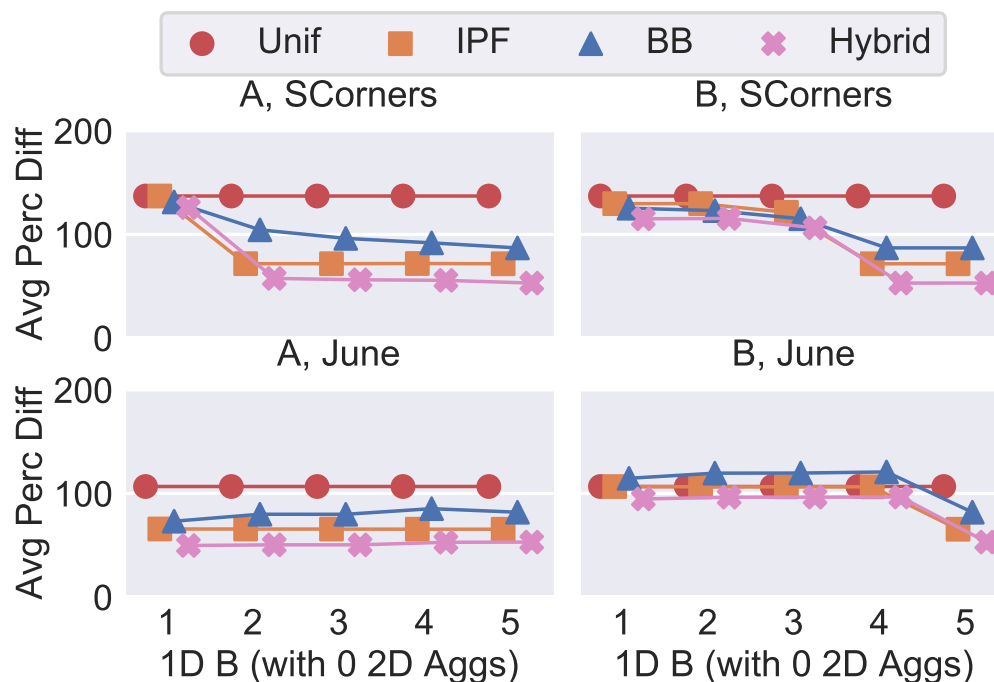 Unif IPF BB Hybrid
A, SCorners B, SCorners
Avg Perc Diff
200
100
0
A, June B, June
Avg Perc Diff
200
100
0
1 2 3 4 5 1 2 3 4 5
1D B (with 0 2D Aggs) 1D B (with 0 2D Aggs)